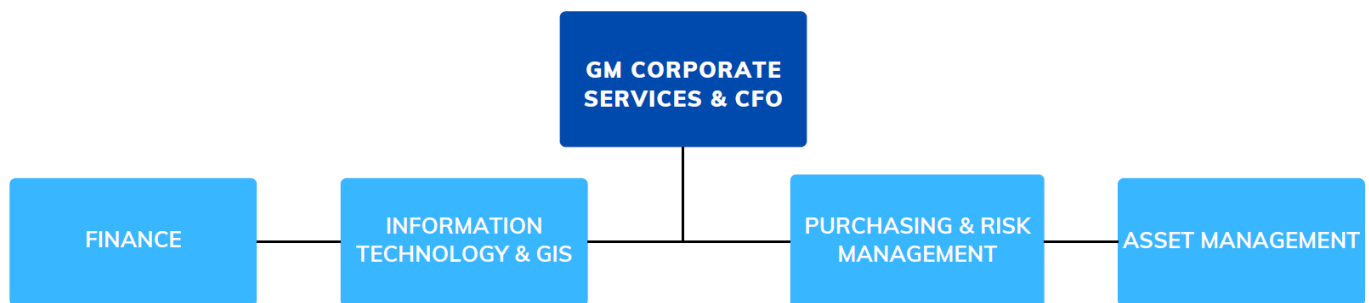 GM CORPORATE
SERVICES & CFO
FINANCE
INFORMATION
TECHNOLOGY & GIS
PURCHASING & RISK
MANAGEMENT
ASSET MANAGEMENT